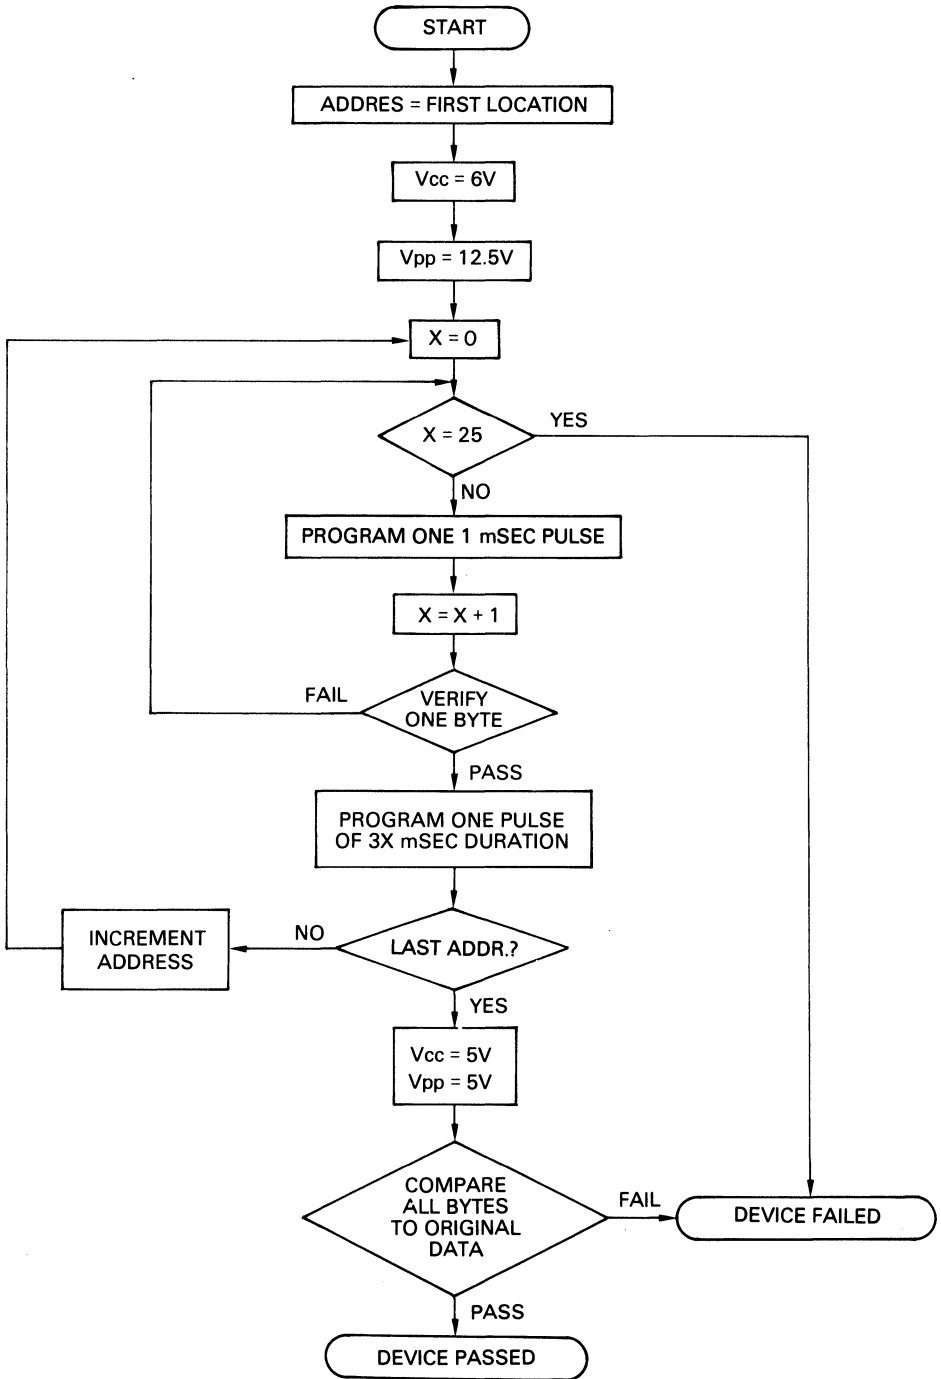 START
ADDRES = FIRST LOCATION
Vcc = 6V
Vpp = 12.5V
X = 0
X = 25
YES
NO
PROGRAM ONE 1 mSEC PULSE
X = X + 1
FAIL
VERIFY
ONE BYTE
PASS
PROGRAM ONE PULSE
OF 3X mSEC DURATION
INCREMENT
ADDRESS
NO
LAST ADDR.?
YES
Vcc = 5V
Vpp = 5V
COMPARE
ALL BYTES
TO ORIGINAL
DATA
FAIL
DEVICE FAILED
PASS
DEVICE PASSED